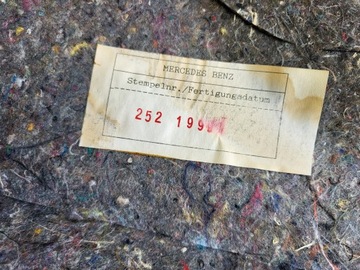 MERCEDES BENZ
Stempelnr./Fertigungsdatum
252